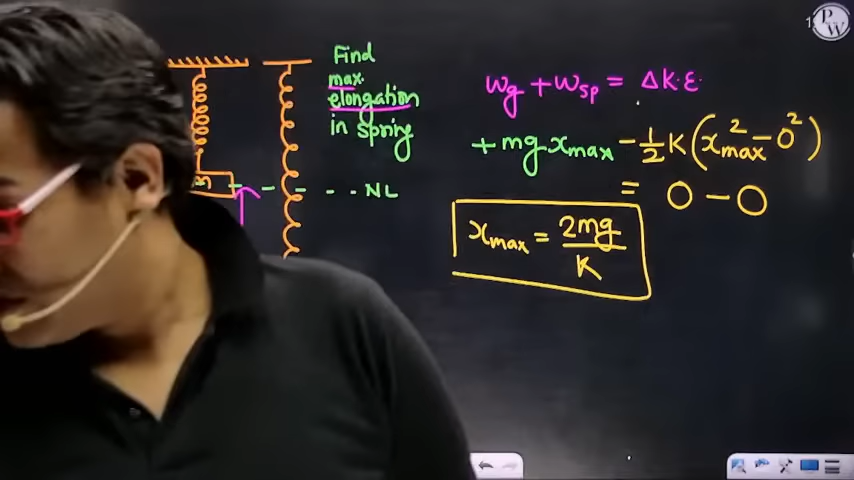 Find
max.
elongation
in spring
m
NL
Wg + Wsp = ΔK.E.
+ mg xmax - 1/2 K (x²max - 0²)
= 0 - 0
xmax = 2mg/K
PW